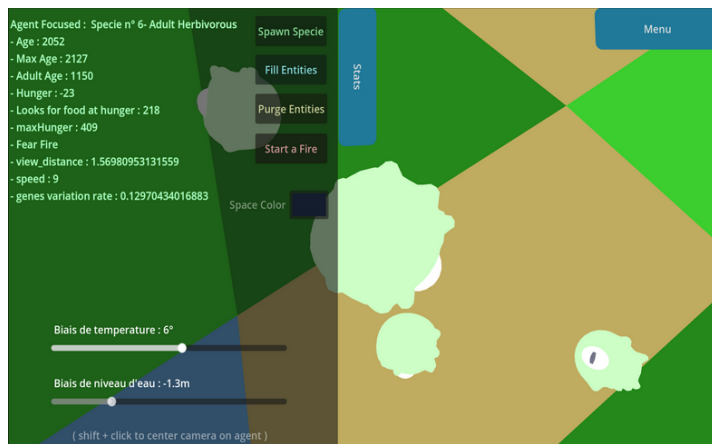 Agent Focused : Specie n° 6- Adult Herbivorous
- Age : 2052
- Max Age : 2127
- Adult Age : 1150
- Hunger : -23
- Looks for food at hunger : 218
- maxHunger : 409
- Fear Fire
- view_distance : 1.56980953131559
- speed : 9
- genes variation rate : 0.12970434016883
Spawn Specie
Fill Entities
Purge Entities
Start a Fire
Space Color
Stats
Menu
Biais de temperature : 6°
Biais de niveau d'eau : -1.3m
( shift + click to center camera on agent )